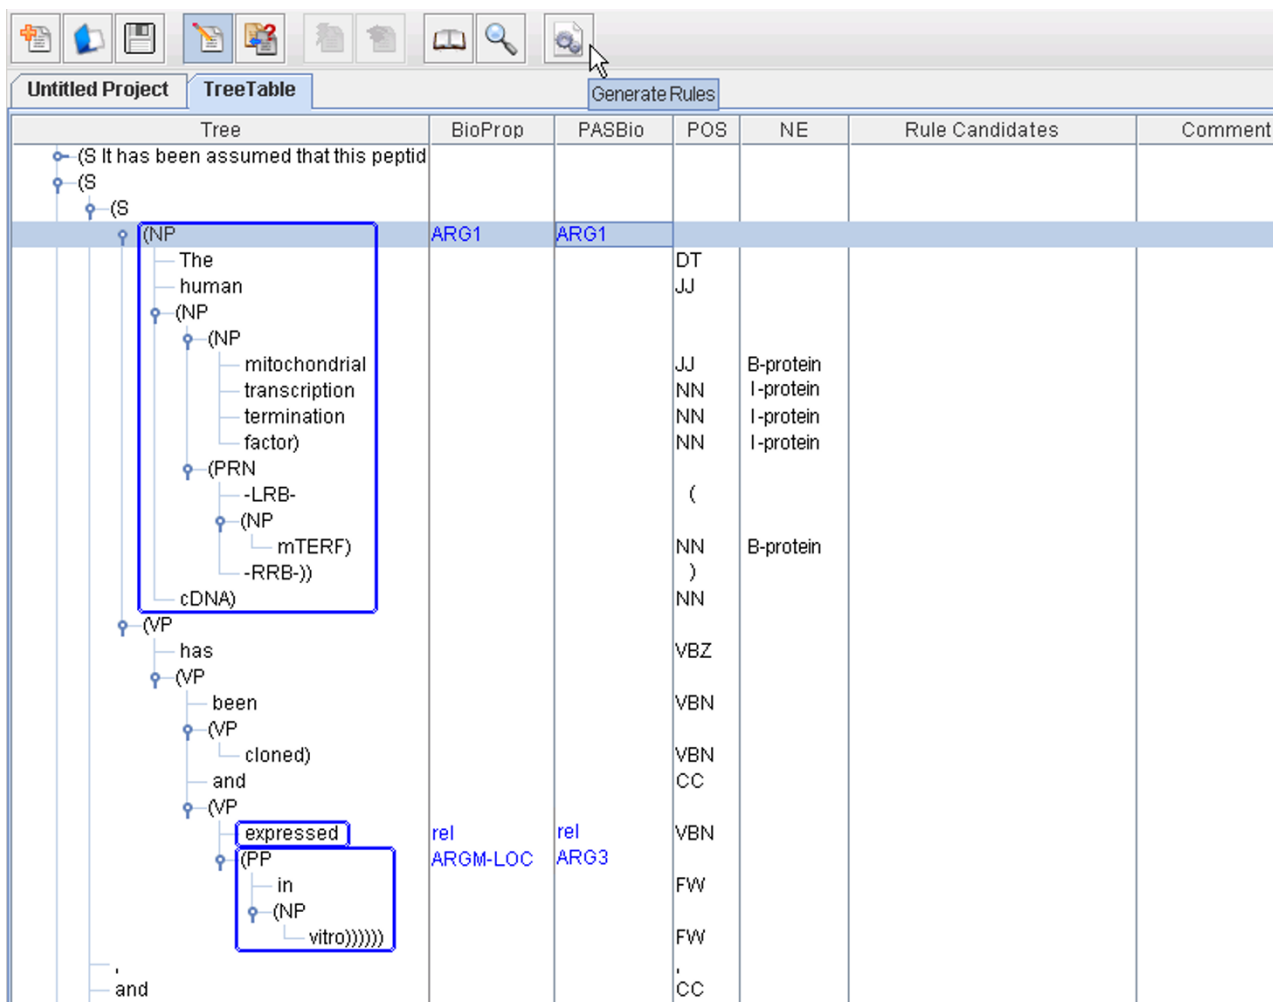 Untitled Project TreeTable
Generate Rules
Tree BioProp PASBio POS NE Rule Candidates Comment
(S It has been assumed that this peptid
(S
(S
(NP ARG1 ARG1
The DT
human JJ
(NP
(NP
mitochondrial JJ B-protein
transcription NN I-protein
termination NN I-protein
factor) NN I-protein
(PRN
-LRB- (
(NP
mTERF) NN B-protein
-RRB-)) )
cDNA) NN
(VP
has VBZ
(VP
been VBN
(VP
cloned) VBN
and CC
(VP
expressed rel rel VBN
(PP ARGM-LOC ARG3
in FW
(NP
vitro)))))) FW
, ,
and CC